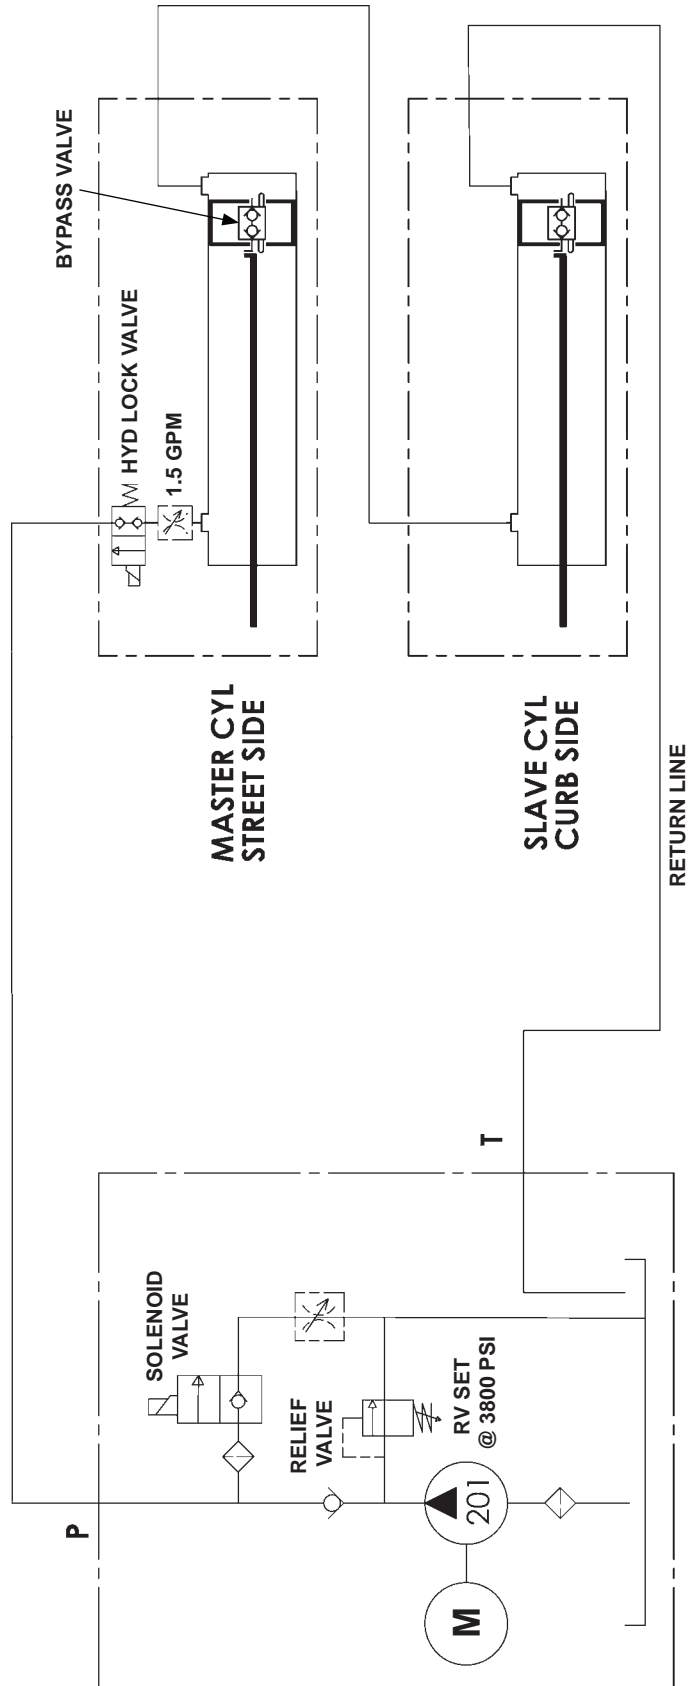 BYPASS VALVE
HYD LOCK VALVE
1.5 GPM
MASTER CYL
STREET SIDE
SLAVE CYL
CURB SIDE
RETURN LINE
T
P
SOLENOID
VALVE
RELIEF
VALVE
RV SET
@ 3800 PSI
201
M